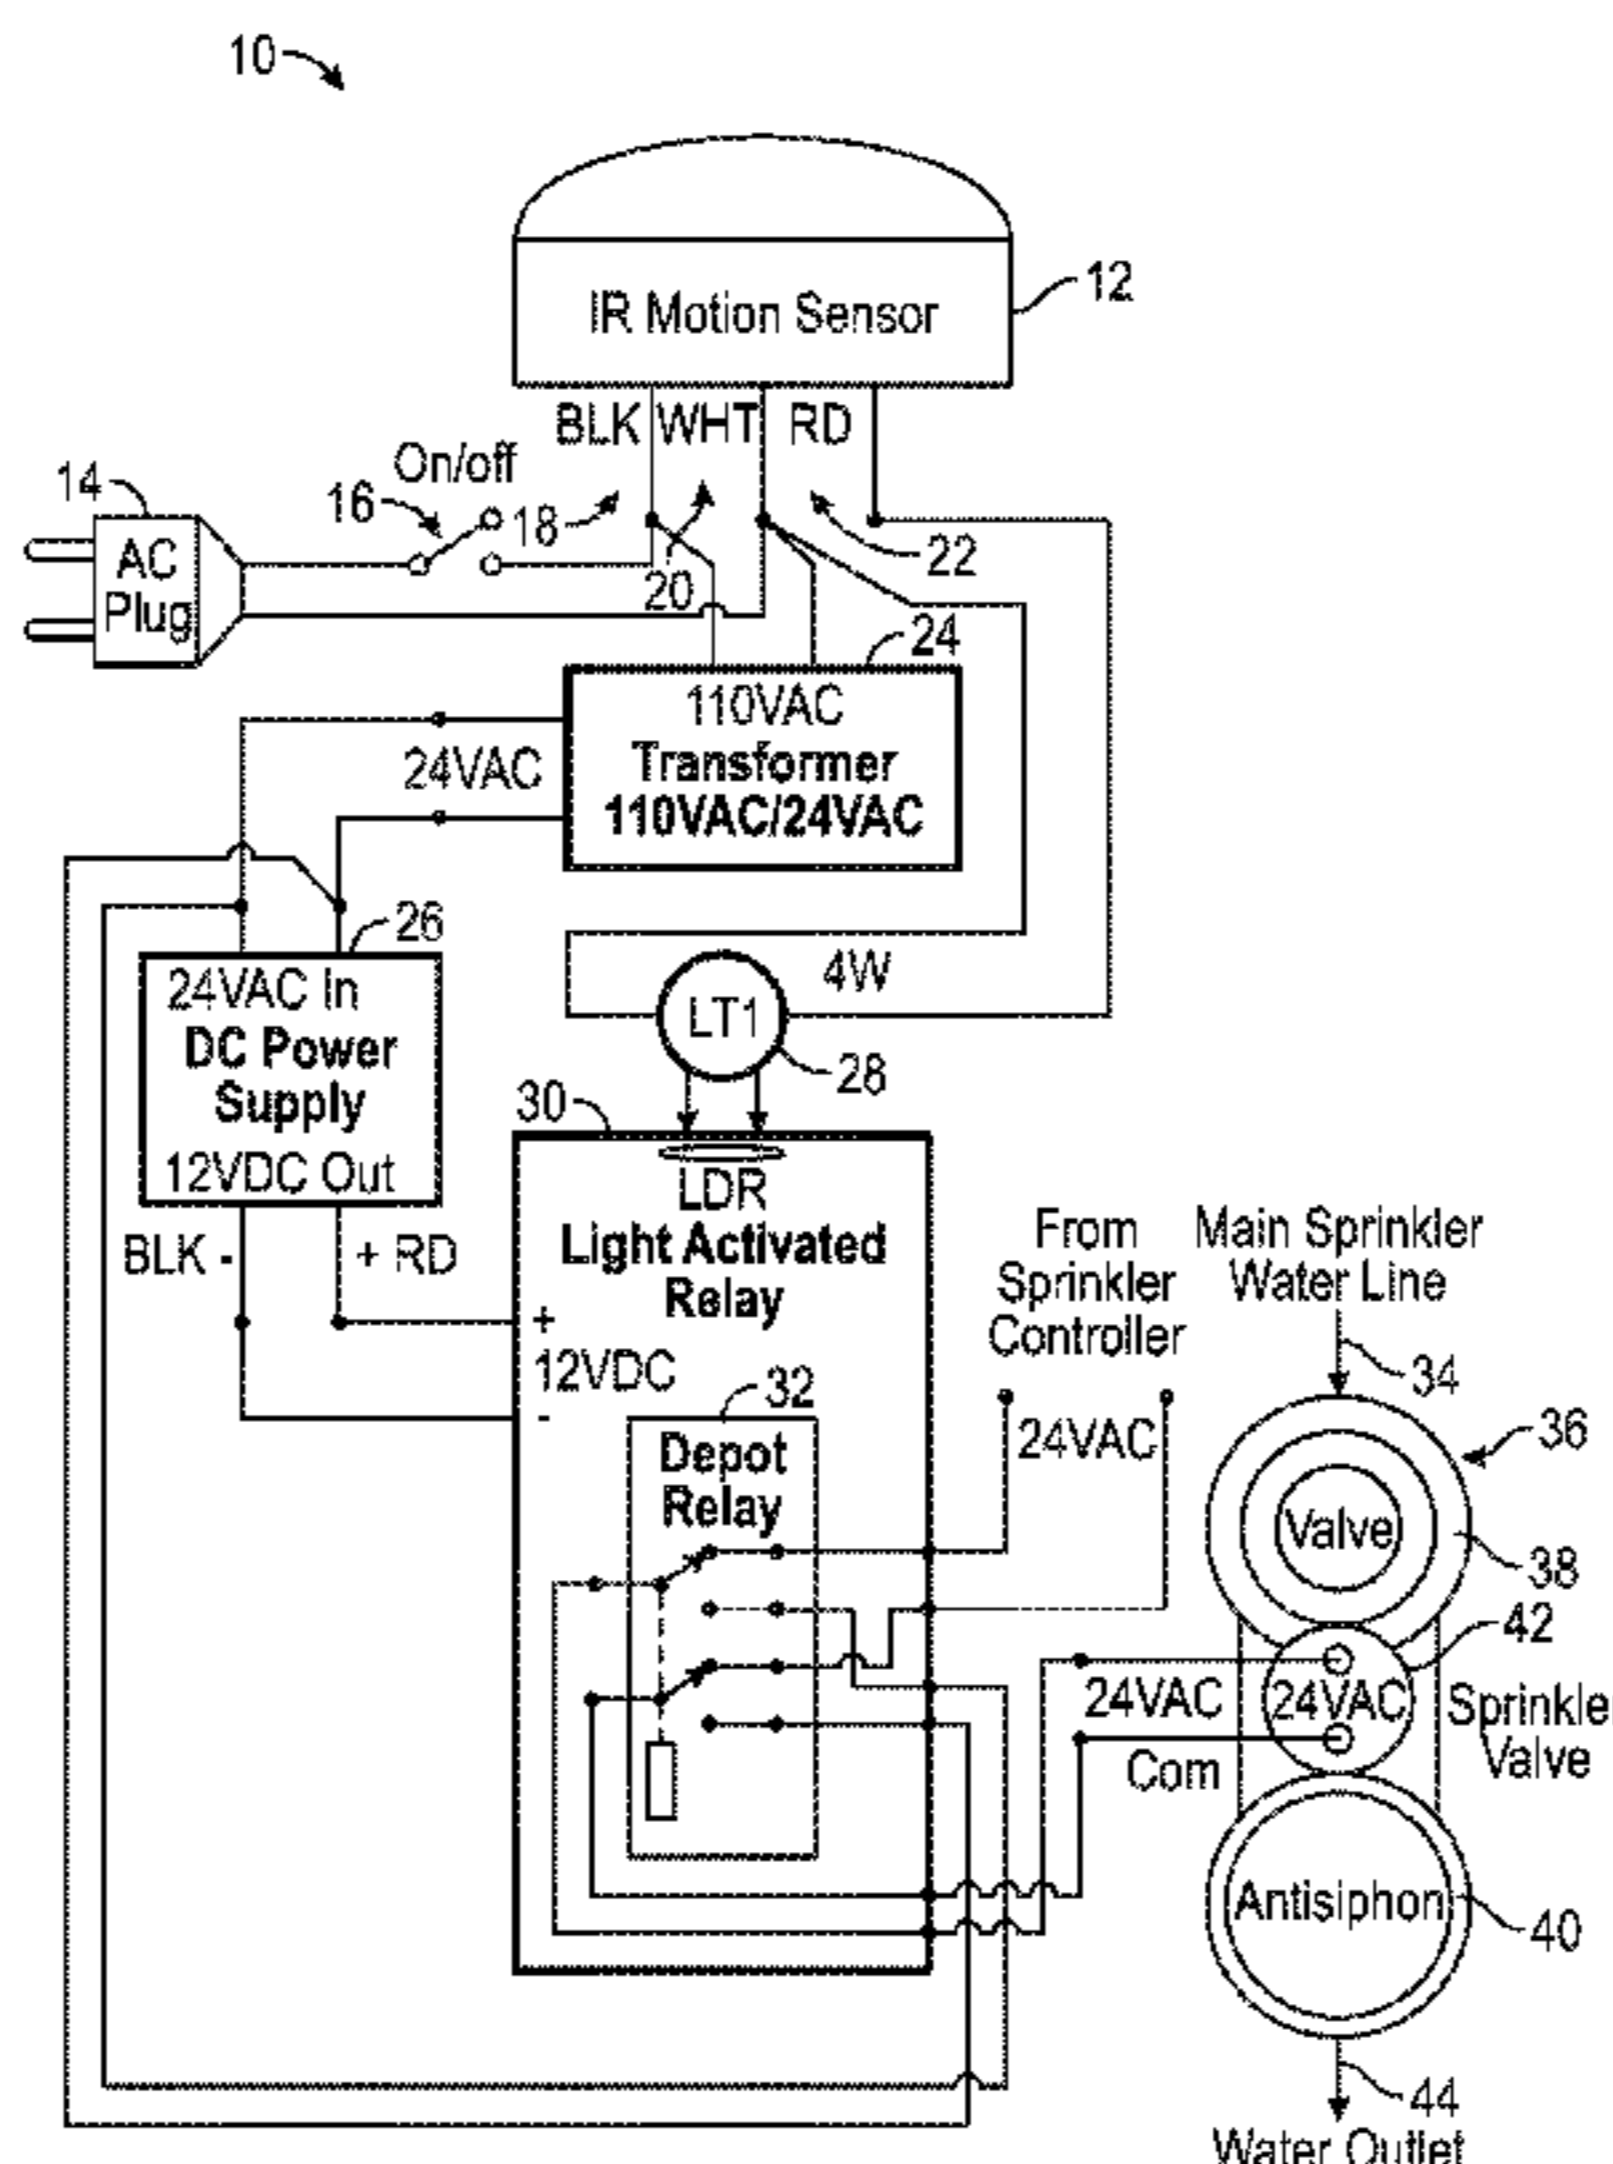 10
IR Motion Sensor
12
BLK WHT RD
On/off
14
16
18
20
22
AC
Plug
24
110VAC
Transformer
110VAC/24VAC
24VAC
26
24VAC In
DC Power
Supply
12VDC Out
BLK -
+ RD
4W
LT1
28
30
LDR
Light Activated
Relay
+
12VDC
-
32
Depot
Relay
From
Sprinkler
Controller
24VAC
Main Sprinkler
Water Line
34
36
Valve
38
42
24VAC
24VAC
Com
Sprinkler
Valve
Antisiphon
40
44
Water Outlet